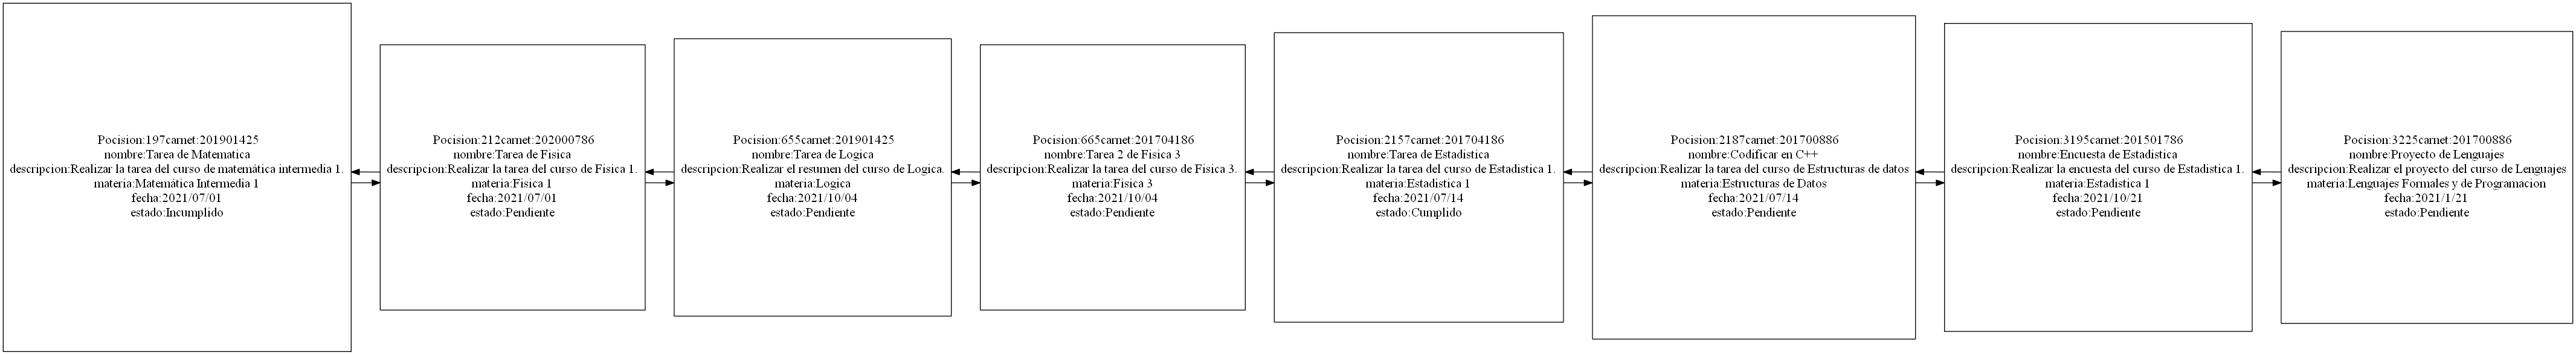 Pocision:197carnet:201901425
nombre:Tarea de Matematica
descripcion:Realizar la tarea del curso de matemática intermedia 1.
materia:Matemática Intermedia 1
fecha:2021/07/01
estado:Incumplido
Pocision:212carnet:202000786
nombre:Tarea de Fisica
descripcion:Realizar la tarea del curso de Fisica 1.
materia:Fisica 1
fecha:2021/07/01
estado:Pendiente
Pocision:655carnet:201901425
nombre:Tarea de Logica
descripcion:Realizar el resumen del curso de Logica.
materia:Logica
fecha:2021/10/04
estado:Pendiente
Pocision:665carnet:201704186
nombre:Tarea 2 de Fisica 3
descripcion:Realizar la tarea del curso de Fisica 3.
materia:Fisica 3
fecha:2021/10/04
estado:Pendiente
Pocision:2157carnet:201704186
nombre:Tarea de Estadistica
descripcion:Realizar la tarea del curso de Estadistica 1.
materia:Estadistica 1
fecha:2021/07/14
estado:Cumplido
Pocision:2187carnet:201700886
nombre:Codificar en C++
descripcion:Realizar la tarea del curso de Estructuras de datos
materia:Estructuras de Datos
fecha:2021/07/14
estado:Pendiente
Pocision:3195carnet:201501786
nombre:Encuesta de Estadistica
descripcion:Realizar la encuesta del curso de Estadistica 1.
materia:Estadistica 1
fecha:2021/10/21
estado:Pendiente
Pocision:3225carnet:201700886
nombre:Proyecto de Lenguajes
descripcion:Realizar el proyecto del curso de Lenguajes
materia:Lenguajes Formales y de Programacion
fecha:2021/1/21
estado:Pendiente